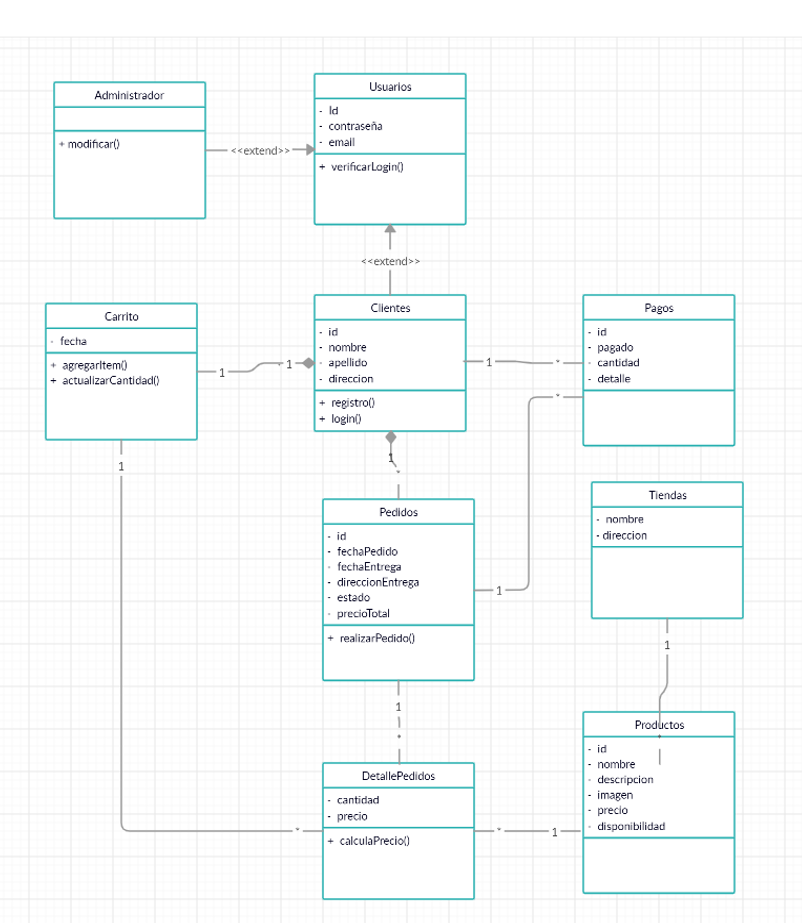 Administrador
+ modificar()
<<extend>>
Usuarios
- Id
- contraseña
- email
+ verificarLogin()
<<extend>>
Carrito
- fecha
+ agregarItem()
+ actualizarCantidad()
1
1
Clientes
- id
- nombre
- apellido
- direccion
+ registro()
+ login()
1
*
Pagos
- id
- pagado
- cantidad
- detalle
*
1
1
*
Pedidos
- id
- fechaPedido
- fechaEntrega
- direccionEntrega
- estado
- precioTotal
+ realizarPedido()
1
Tiendas
- nombre
- direccion
1
*
1
*
DetallePedidos
- cantidad
- precio
+ calculaPrecio()
*
*
1
Productos
- id
- nombre
- descripcion
- imagen
- precio
- disponibilidad